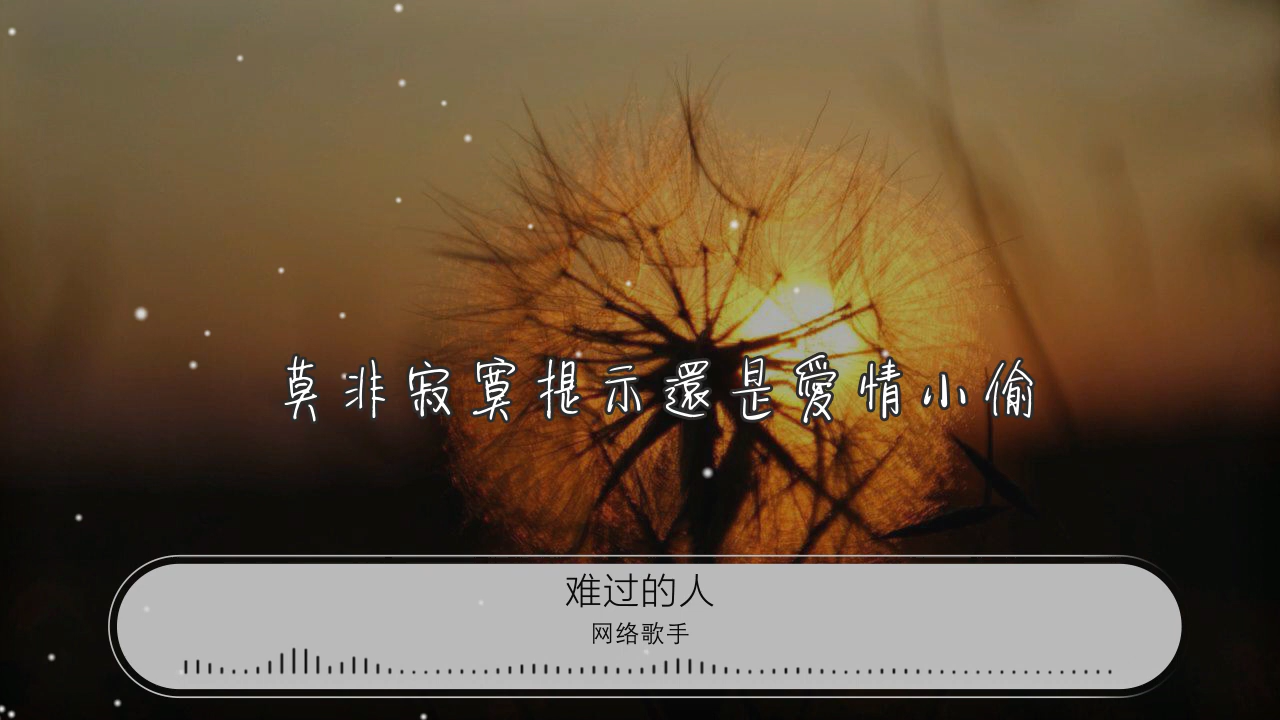 莫非寂寞提示還是愛情小偷
难过的人
网络歌手